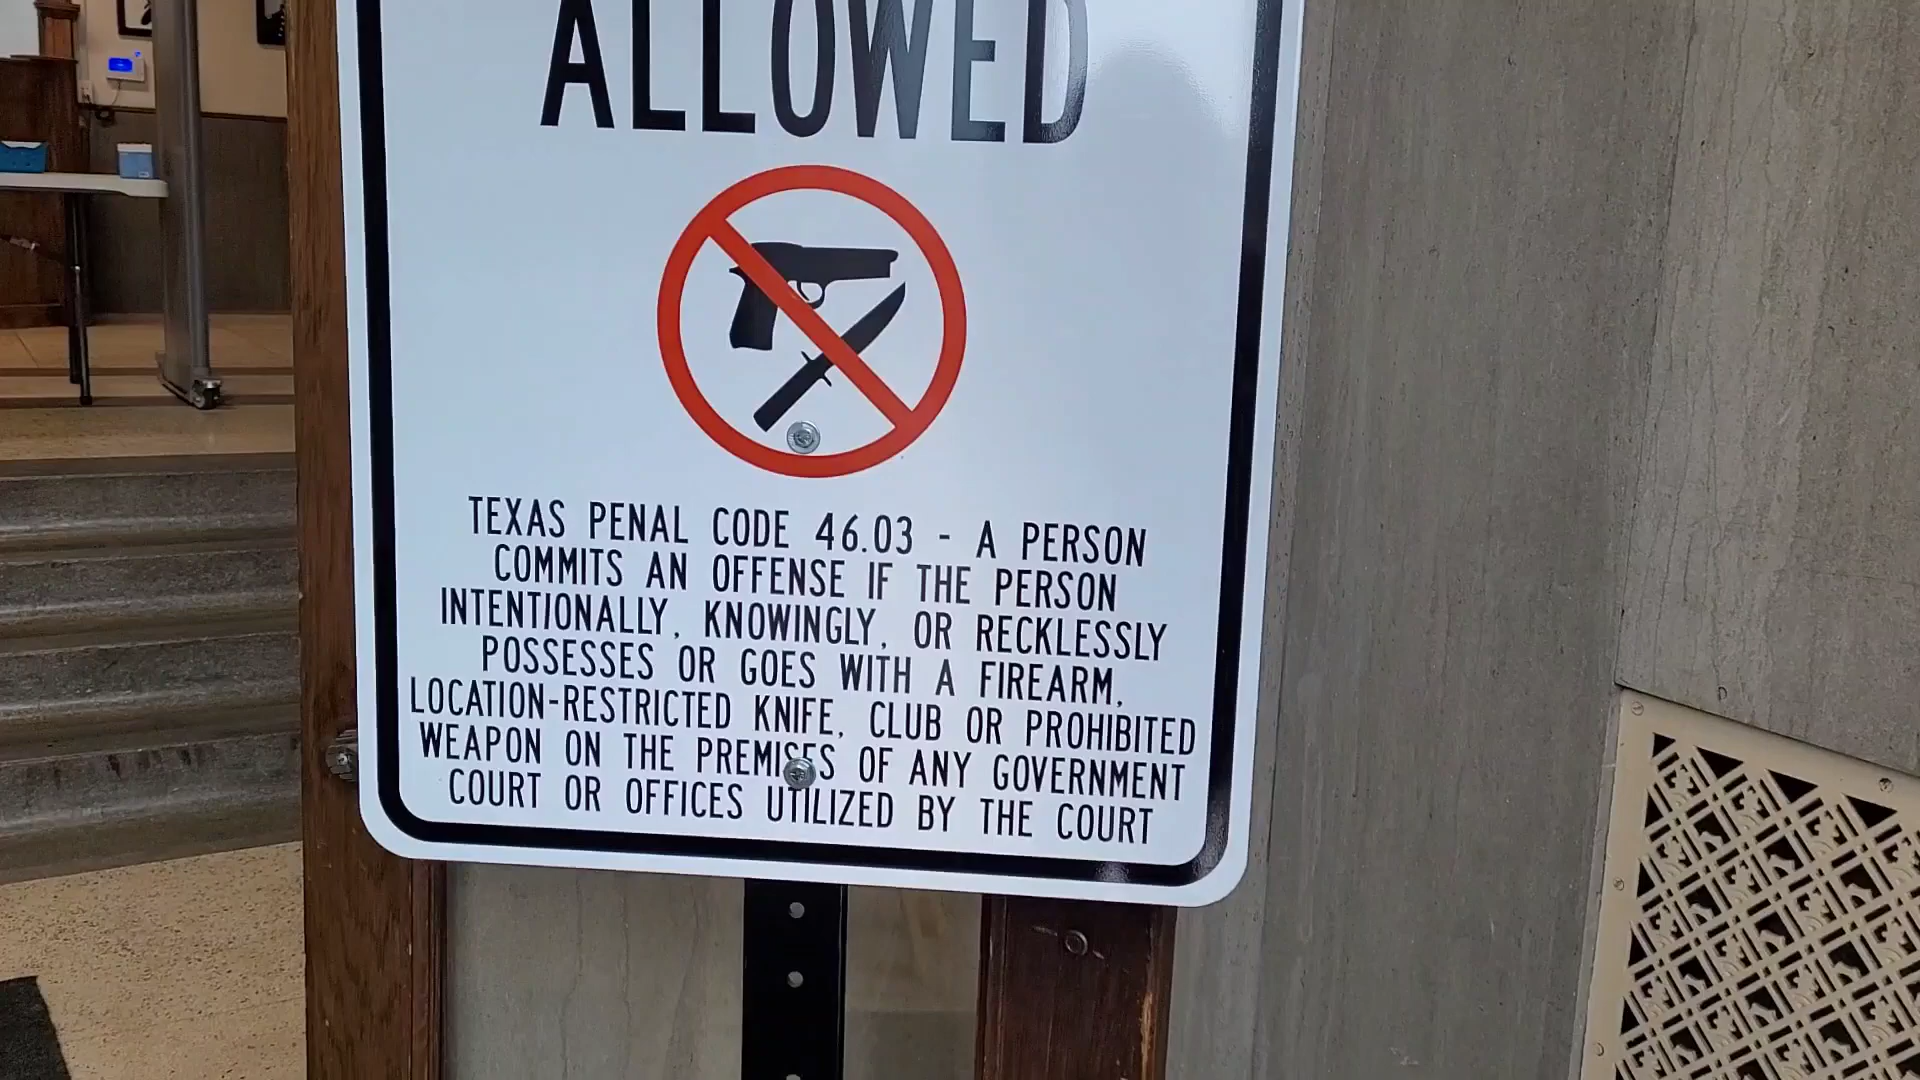 ALLOWED
TEXAS PENAL CODE 46.03 - A PERSON
COMMITS AN OFFENSE IF THE PERSON
INTENTIONALLY, KNOWINGLY, OR RECKLESSLY
POSSESSES OR GOES WITH A FIREARM,
LOCATION-RESTRICTED KNIFE, CLUB OR PROHIBITED
WEAPON ON THE PREMISES OF ANY GOVERNMENT
COURT OR OFFICES UTILIZED BY THE COURT